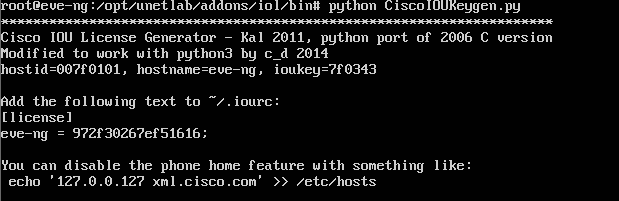 root@eve-ng:/opt/unetlab/addons/iol/bin# python CiscoIOUKeygen.py
*********************************************************************
Cisco IOU License Generator - Kal 2011, python port of 2006 C version
Modified to work with python3 by c_d 2014
hostid=007f0101, hostname=eve-ng, ioukey=7f0343
Add the following text to ~/.iourc:
[license]
eve-ng = 972f30267ef51616;
You can disable the phone home feature with something like:
echo '127.0.0.127 xml.cisco.com' >> /etc/hosts